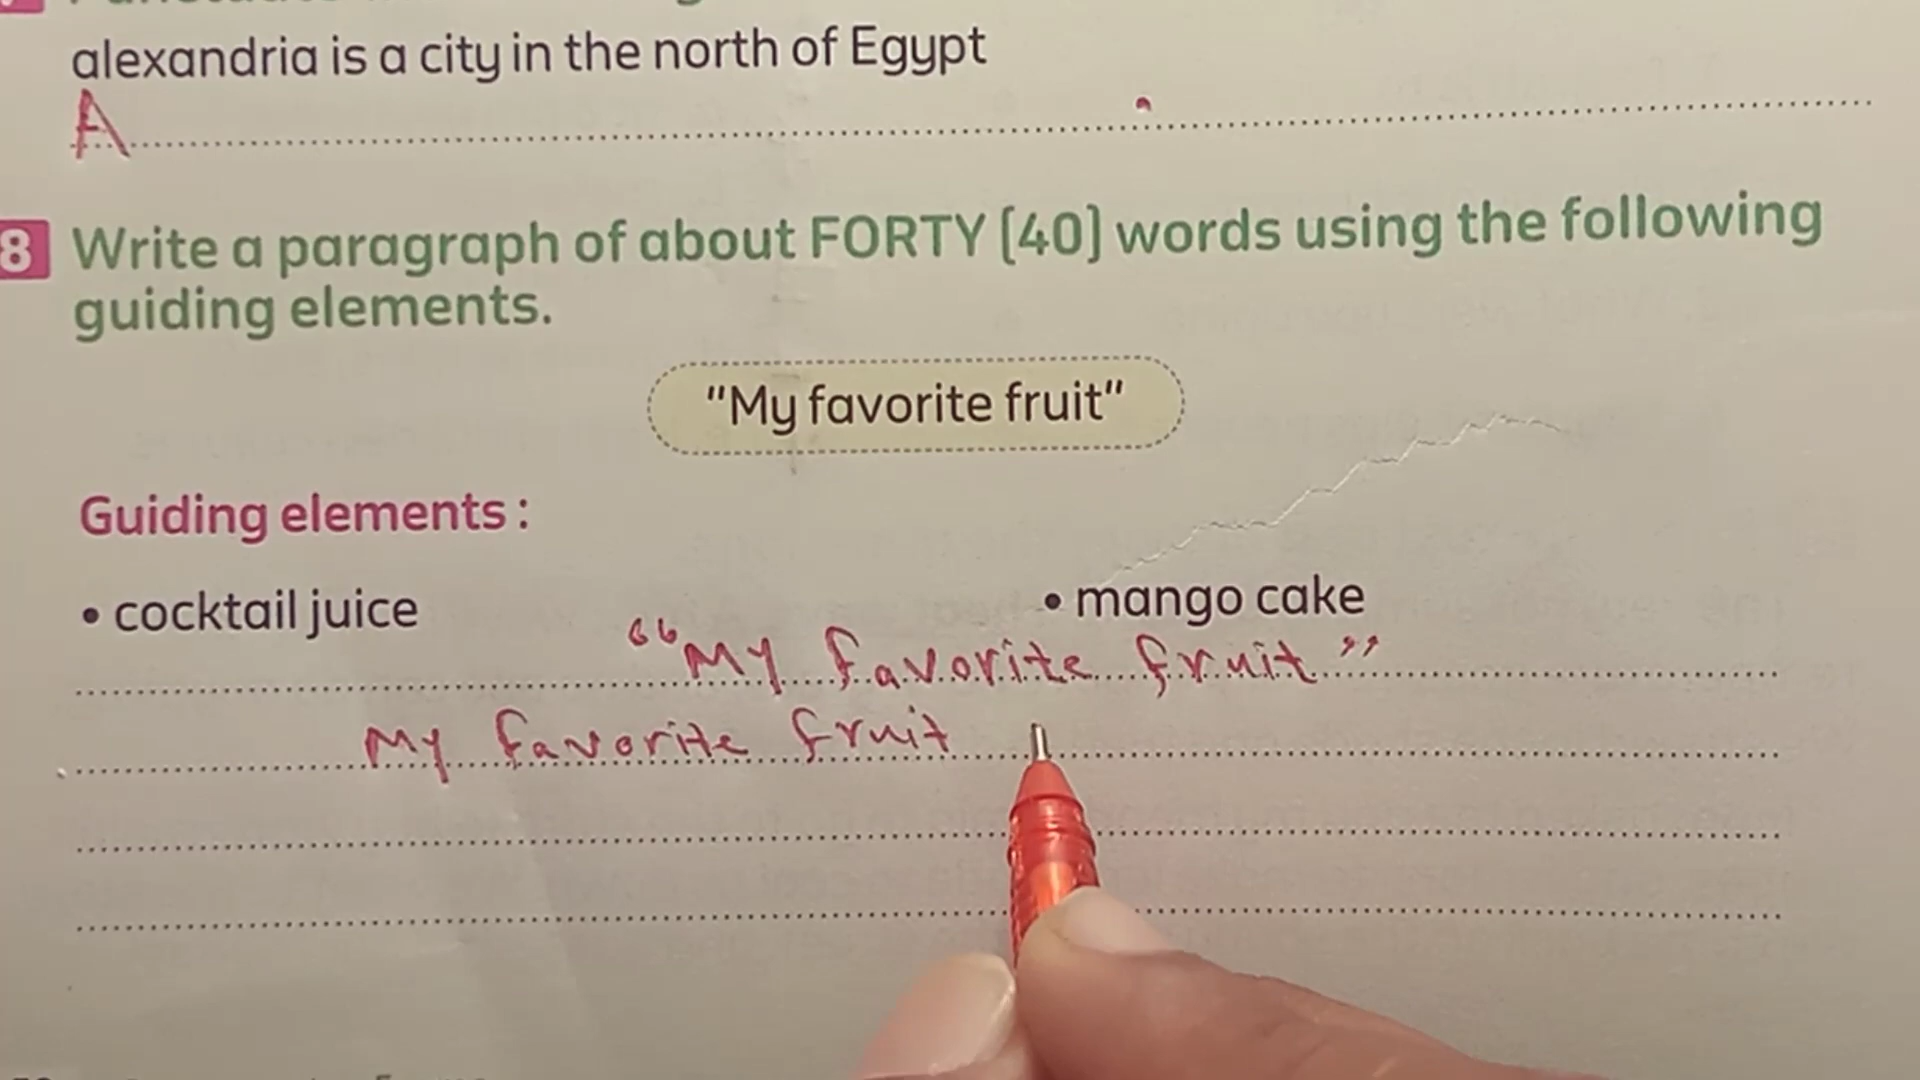 alexandria is a city in the north of Egypt
A .
8 Write a paragraph of about FORTY (40) words using the following
guiding elements.
"My favorite fruit"
Guiding elements :
• cocktail juice • mango cake
“My favorite fruit”
My favorite fruit